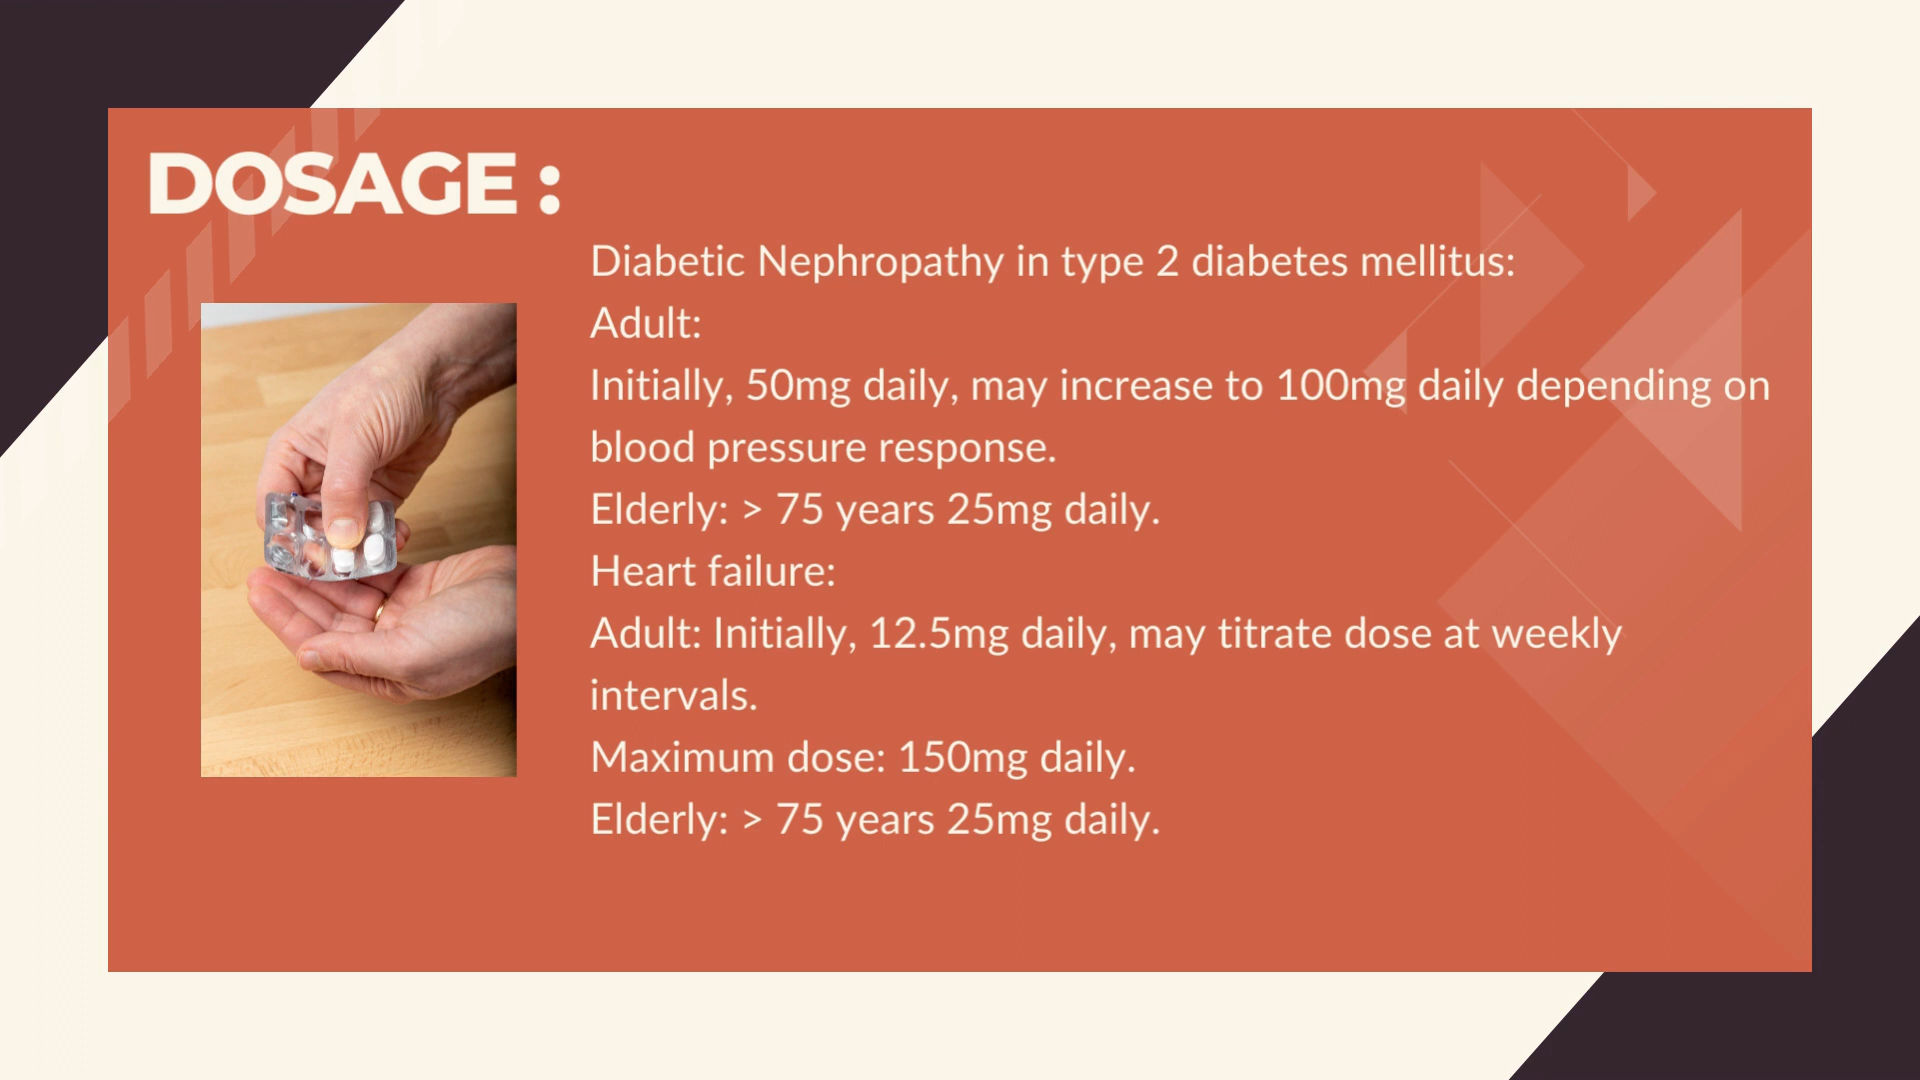 DOSAGE :
Diabetic Nephropathy in type 2 diabetes mellitus:
Adult:
Initially, 50mg daily, may increase to 100mg daily depending on
blood pressure response.
Elderly: > 75 years 25mg daily.
Heart failure:
Adult: Initially, 12.5mg daily, may titrate dose at weekly
intervals.
Maximum dose: 150mg daily.
Elderly: > 75 years 25mg daily.